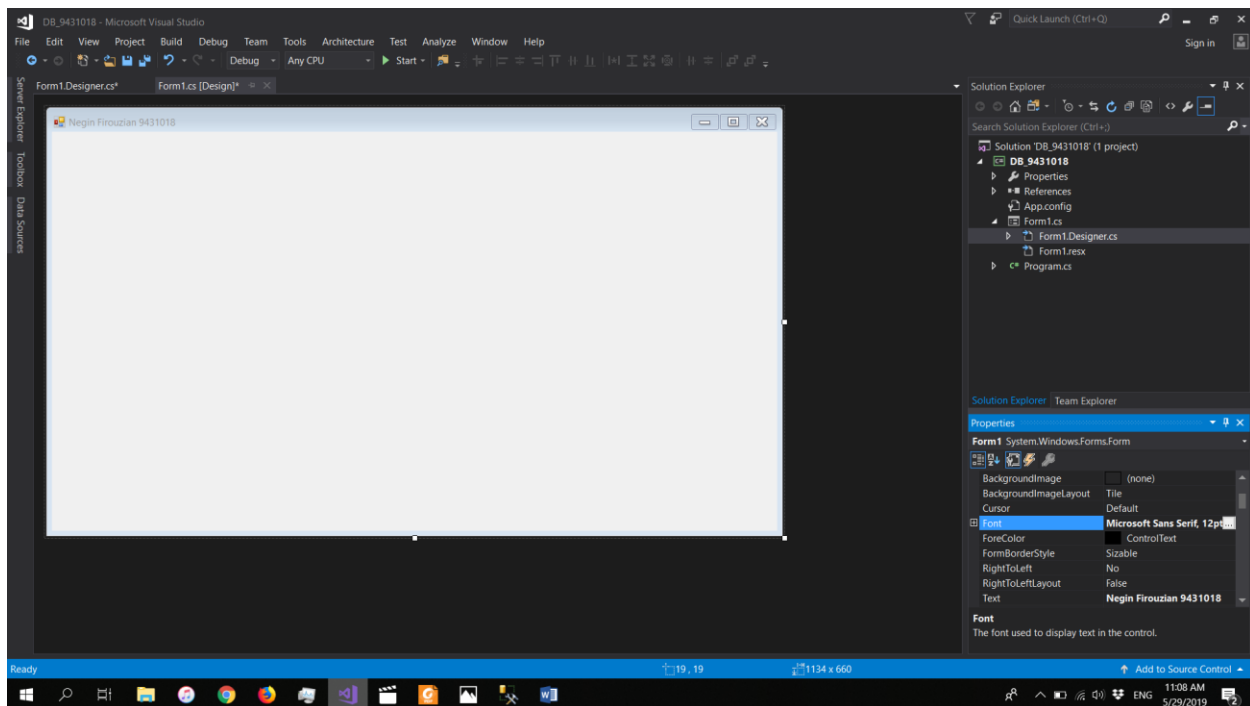 DB_9431018 - Microsoft Visual Studio
Quick Launch (Ctrl+Q)
File Edit View Project Build Debug Team Tools Architecture Test Analyze Window Help
Sign in
Debug Any CPU Start
Server Explorer
Toolbox
Data Sources
Form1.Designer.cs* Form1.cs [Design]*
Negin Firouzian 9431018
Solution Explorer
Search Solution Explorer (Ctrl+;)
Solution 'DB_9431018' (1 project)
DB_9431018
Properties
References
App.config
Form1.cs
Form1.Designer.cs
Form1.resx
C# Program.cs
Solution Explorer Team Explorer
Properties
Form1 System.Windows.Forms.Form
BackgroundImage (none)
BackgroundImageLayout Tile
Cursor Default
Font Microsoft Sans Serif, 12pt...
ForeColor ControlText
FormBorderStyle Sizable
RightToLeft No
RightToLeftLayout False
Text Negin Firouzian 9431018
Font
The font used to display text in the control.
Ready 19 , 19 1134 x 660 Add to Source Control
ENG 11:08 AM
5/29/2019